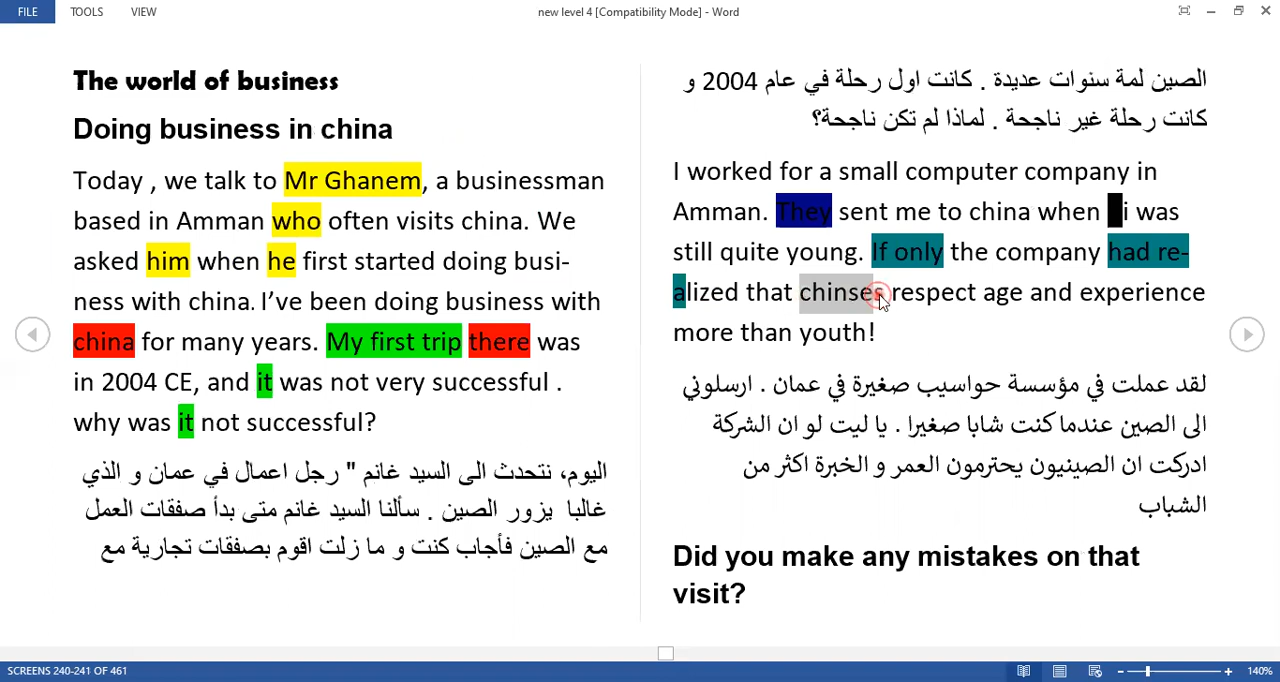 FILE TOOLS VIEW new level 4 [Compatibility Mode] - Word
The world of business
Doing business in china
Today , we talk to Mr Ghanem, a businessman
based in Amman who often visits china. We
asked him when he first started doing busi-
ness with china. I’ve been doing business with
china for many years. My first trip there was
in 2004 CE, and it was not very successful .
why was it not successful?
اليوم، نتحدث الى السيد غانم " رجل اعمال في عمان و الذي
غالبا يزور الصين . سألنا السيد غانم متى بدأ صفقات العمل
مع الصين فأجاب كنت و ما زلت اقوم بصفقات تجارية مع
الصين لمة سنوات عديدة . كانت اول رحلة في عام 2004 و
كانت رحلة غير ناجحة . لماذا لم تكن ناجحة؟
I worked for a small computer company in
Amman. They sent me to china when i was
still quite young. If only the company had re-
alized that chinses respect age and experience
more than youth!
لقد عملت في مؤسسة حواسيب صغيرة في عمان . ارسلوني
الى الصين عندما كنت شابا صغيرا . يا ليت لو ان الشركة
ادركت ان الصينيون يحترمون العمر و الخبرة اكثر من
الشباب
Did you make any mistakes on that
visit?
SCREENS 240-241 OF 461 140%